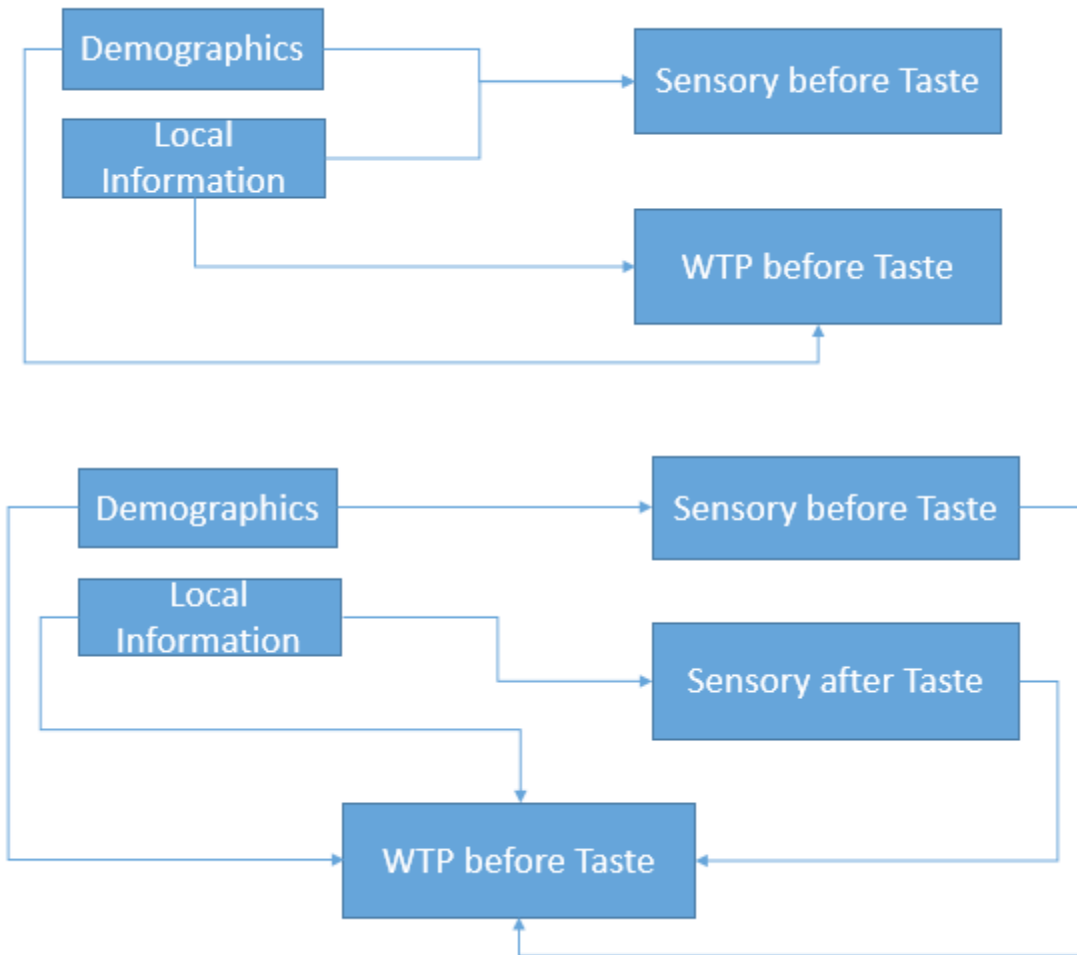 Demographics
Sensory before Taste
Local
Information
WTP before Taste
Demographics
Sensory before Taste
Local
Information
Sensory after Taste
WTP before Taste